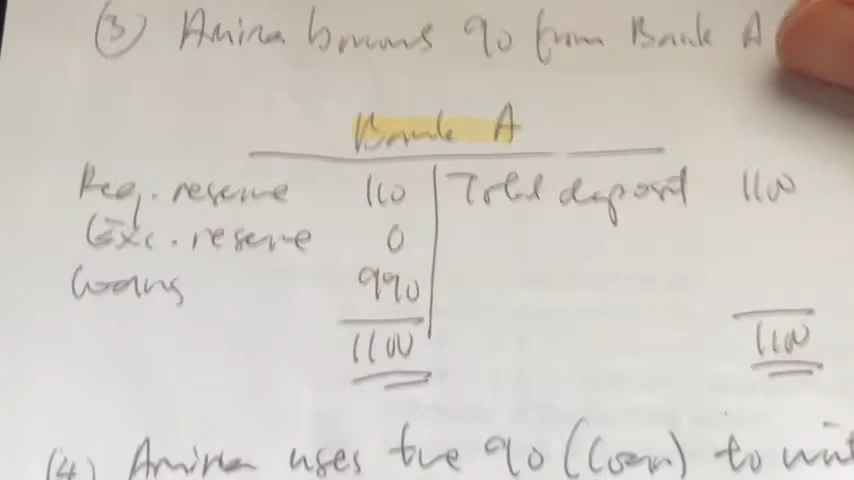 (3) Amina borrows 90 from Bank A
Bank A
Req. reserve 110 Total deposit 1100
Exc. reserve 0
Loans 990
1100 1100
(4) Amina uses the 90 (Loan) to